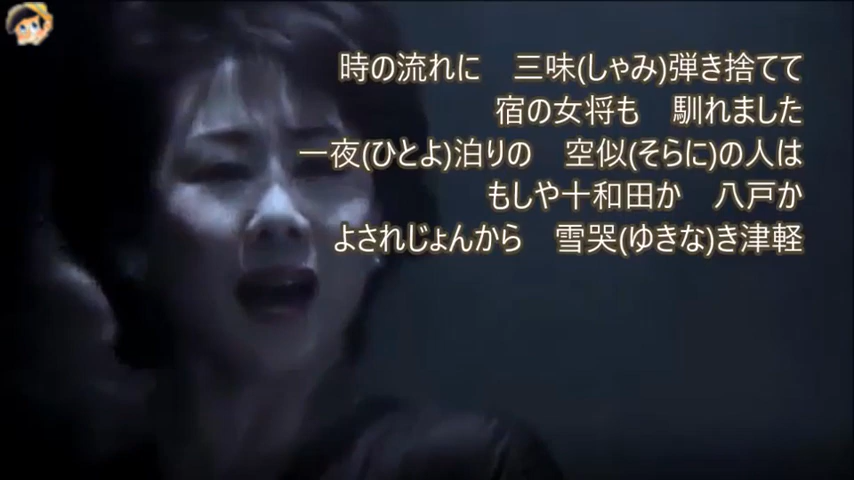 時の流れに　三味(しゃみ)弾き捨てて
宿の女将も　馴れました
一夜(ひとよ)泊りの　空似(そらに)の人は
もしや十和田か　八戸か
よされじょんから　雪哭(ゆきな)き津軽